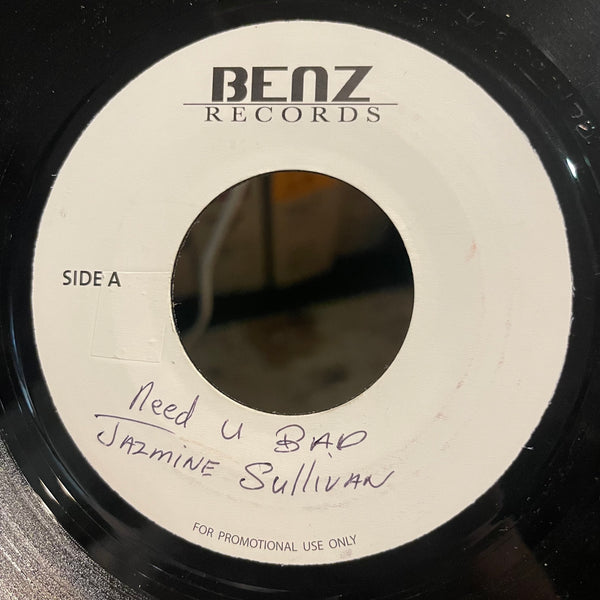 BENZ
RECORDS
SIDE A
Need U BAD
JAZMINE SullivAN
FOR PROMOTIONAL USE ONLY